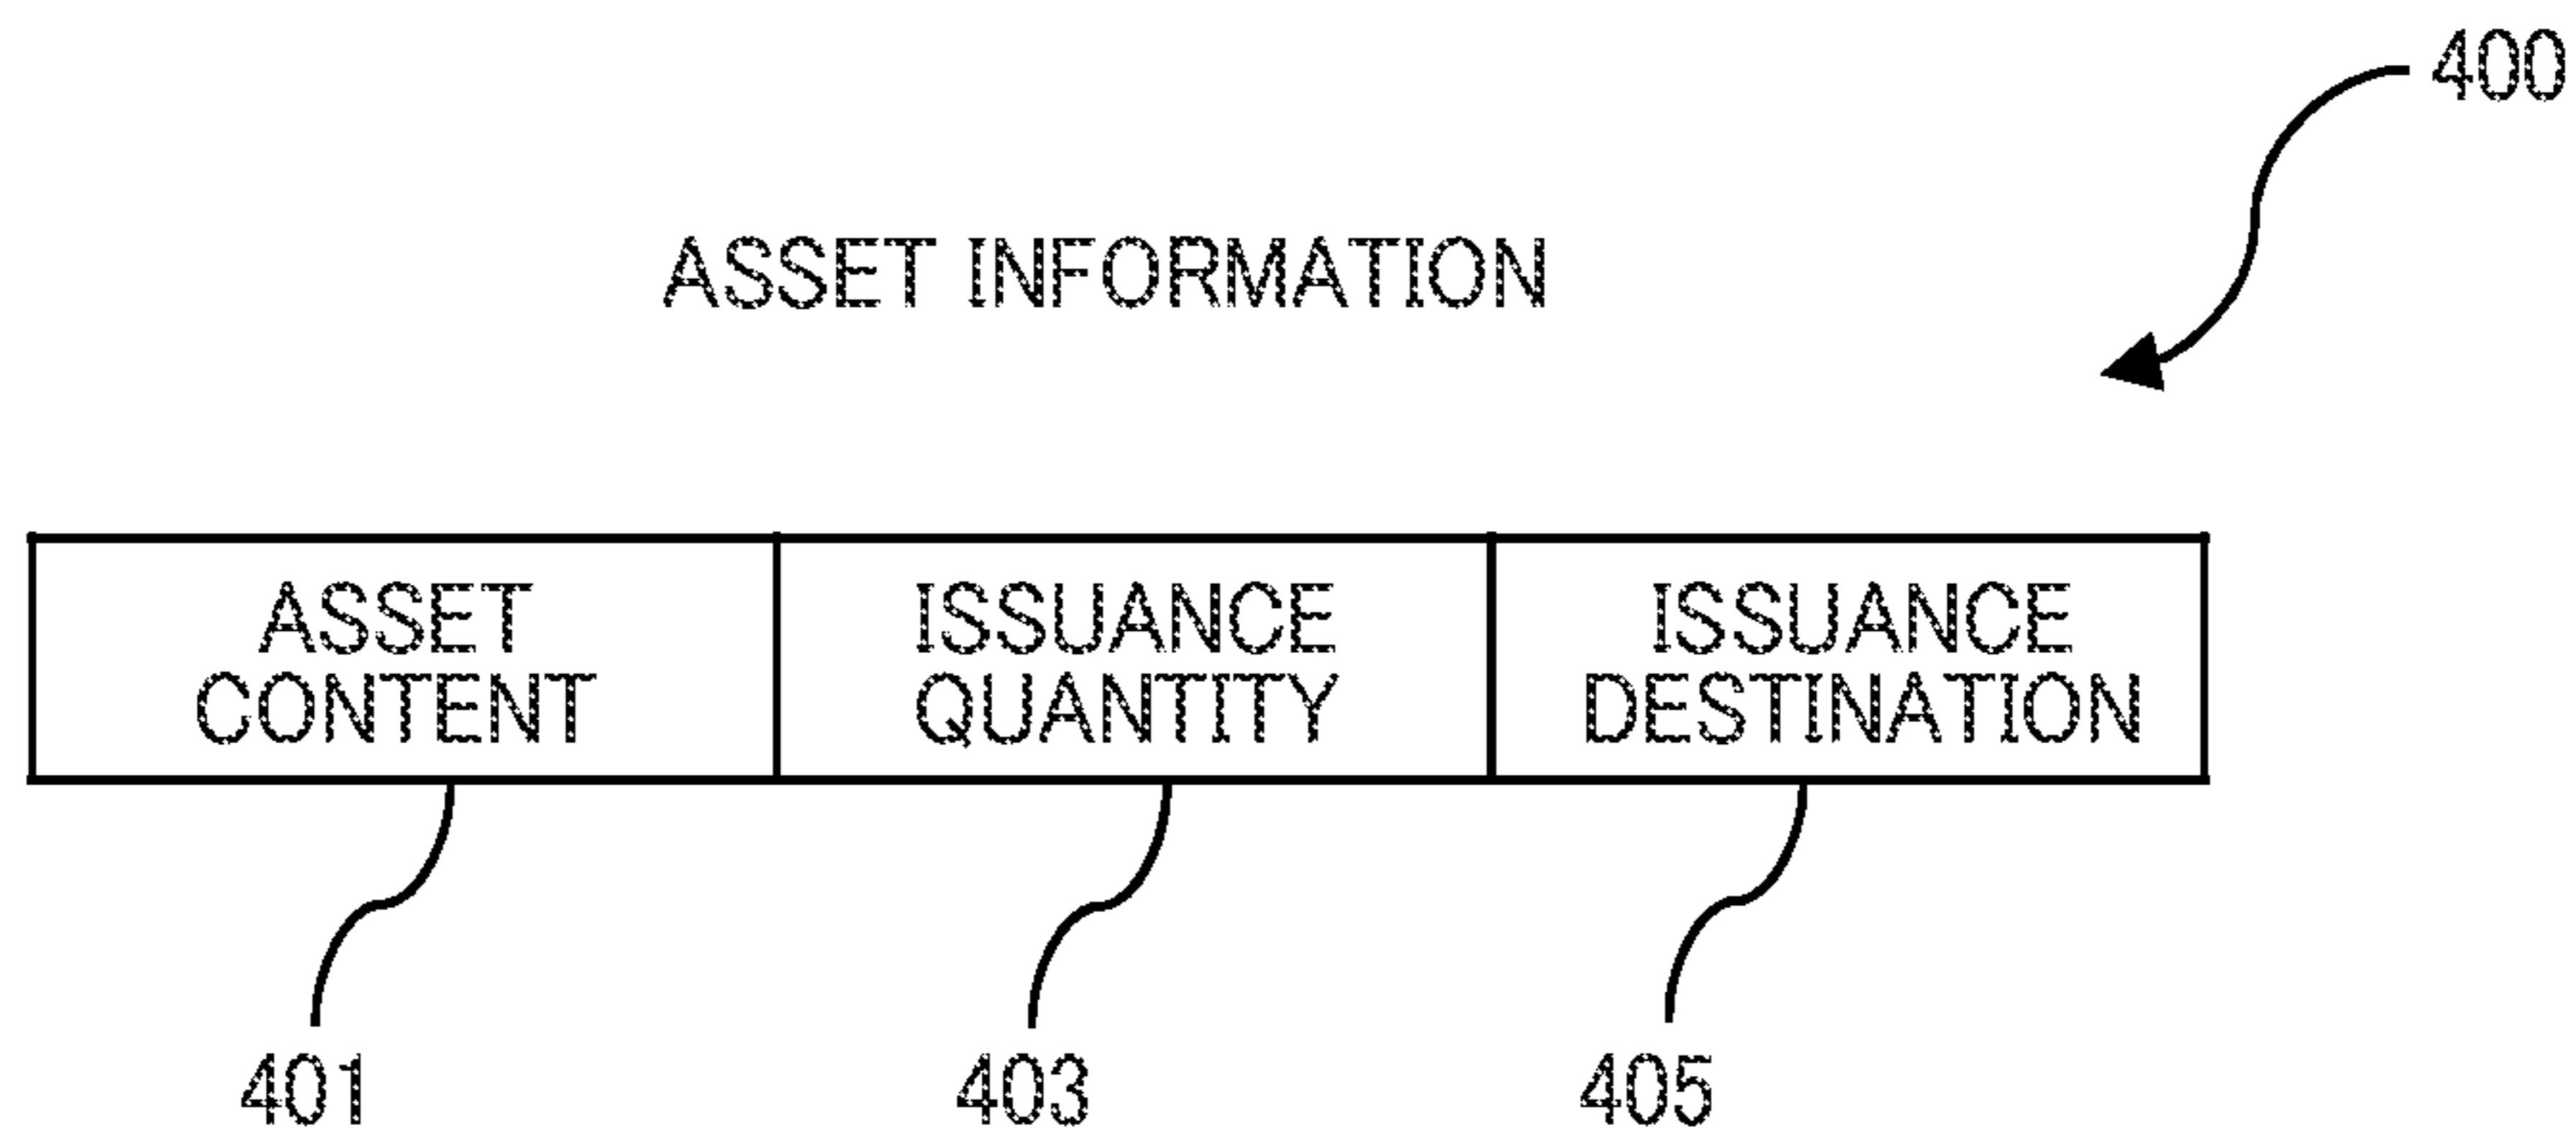 400
ASSET INFORMATION
ASSET
CONTENT
ISSUANCE
QUANTITY
ISSUANCE
DESTINATION
401
403
405